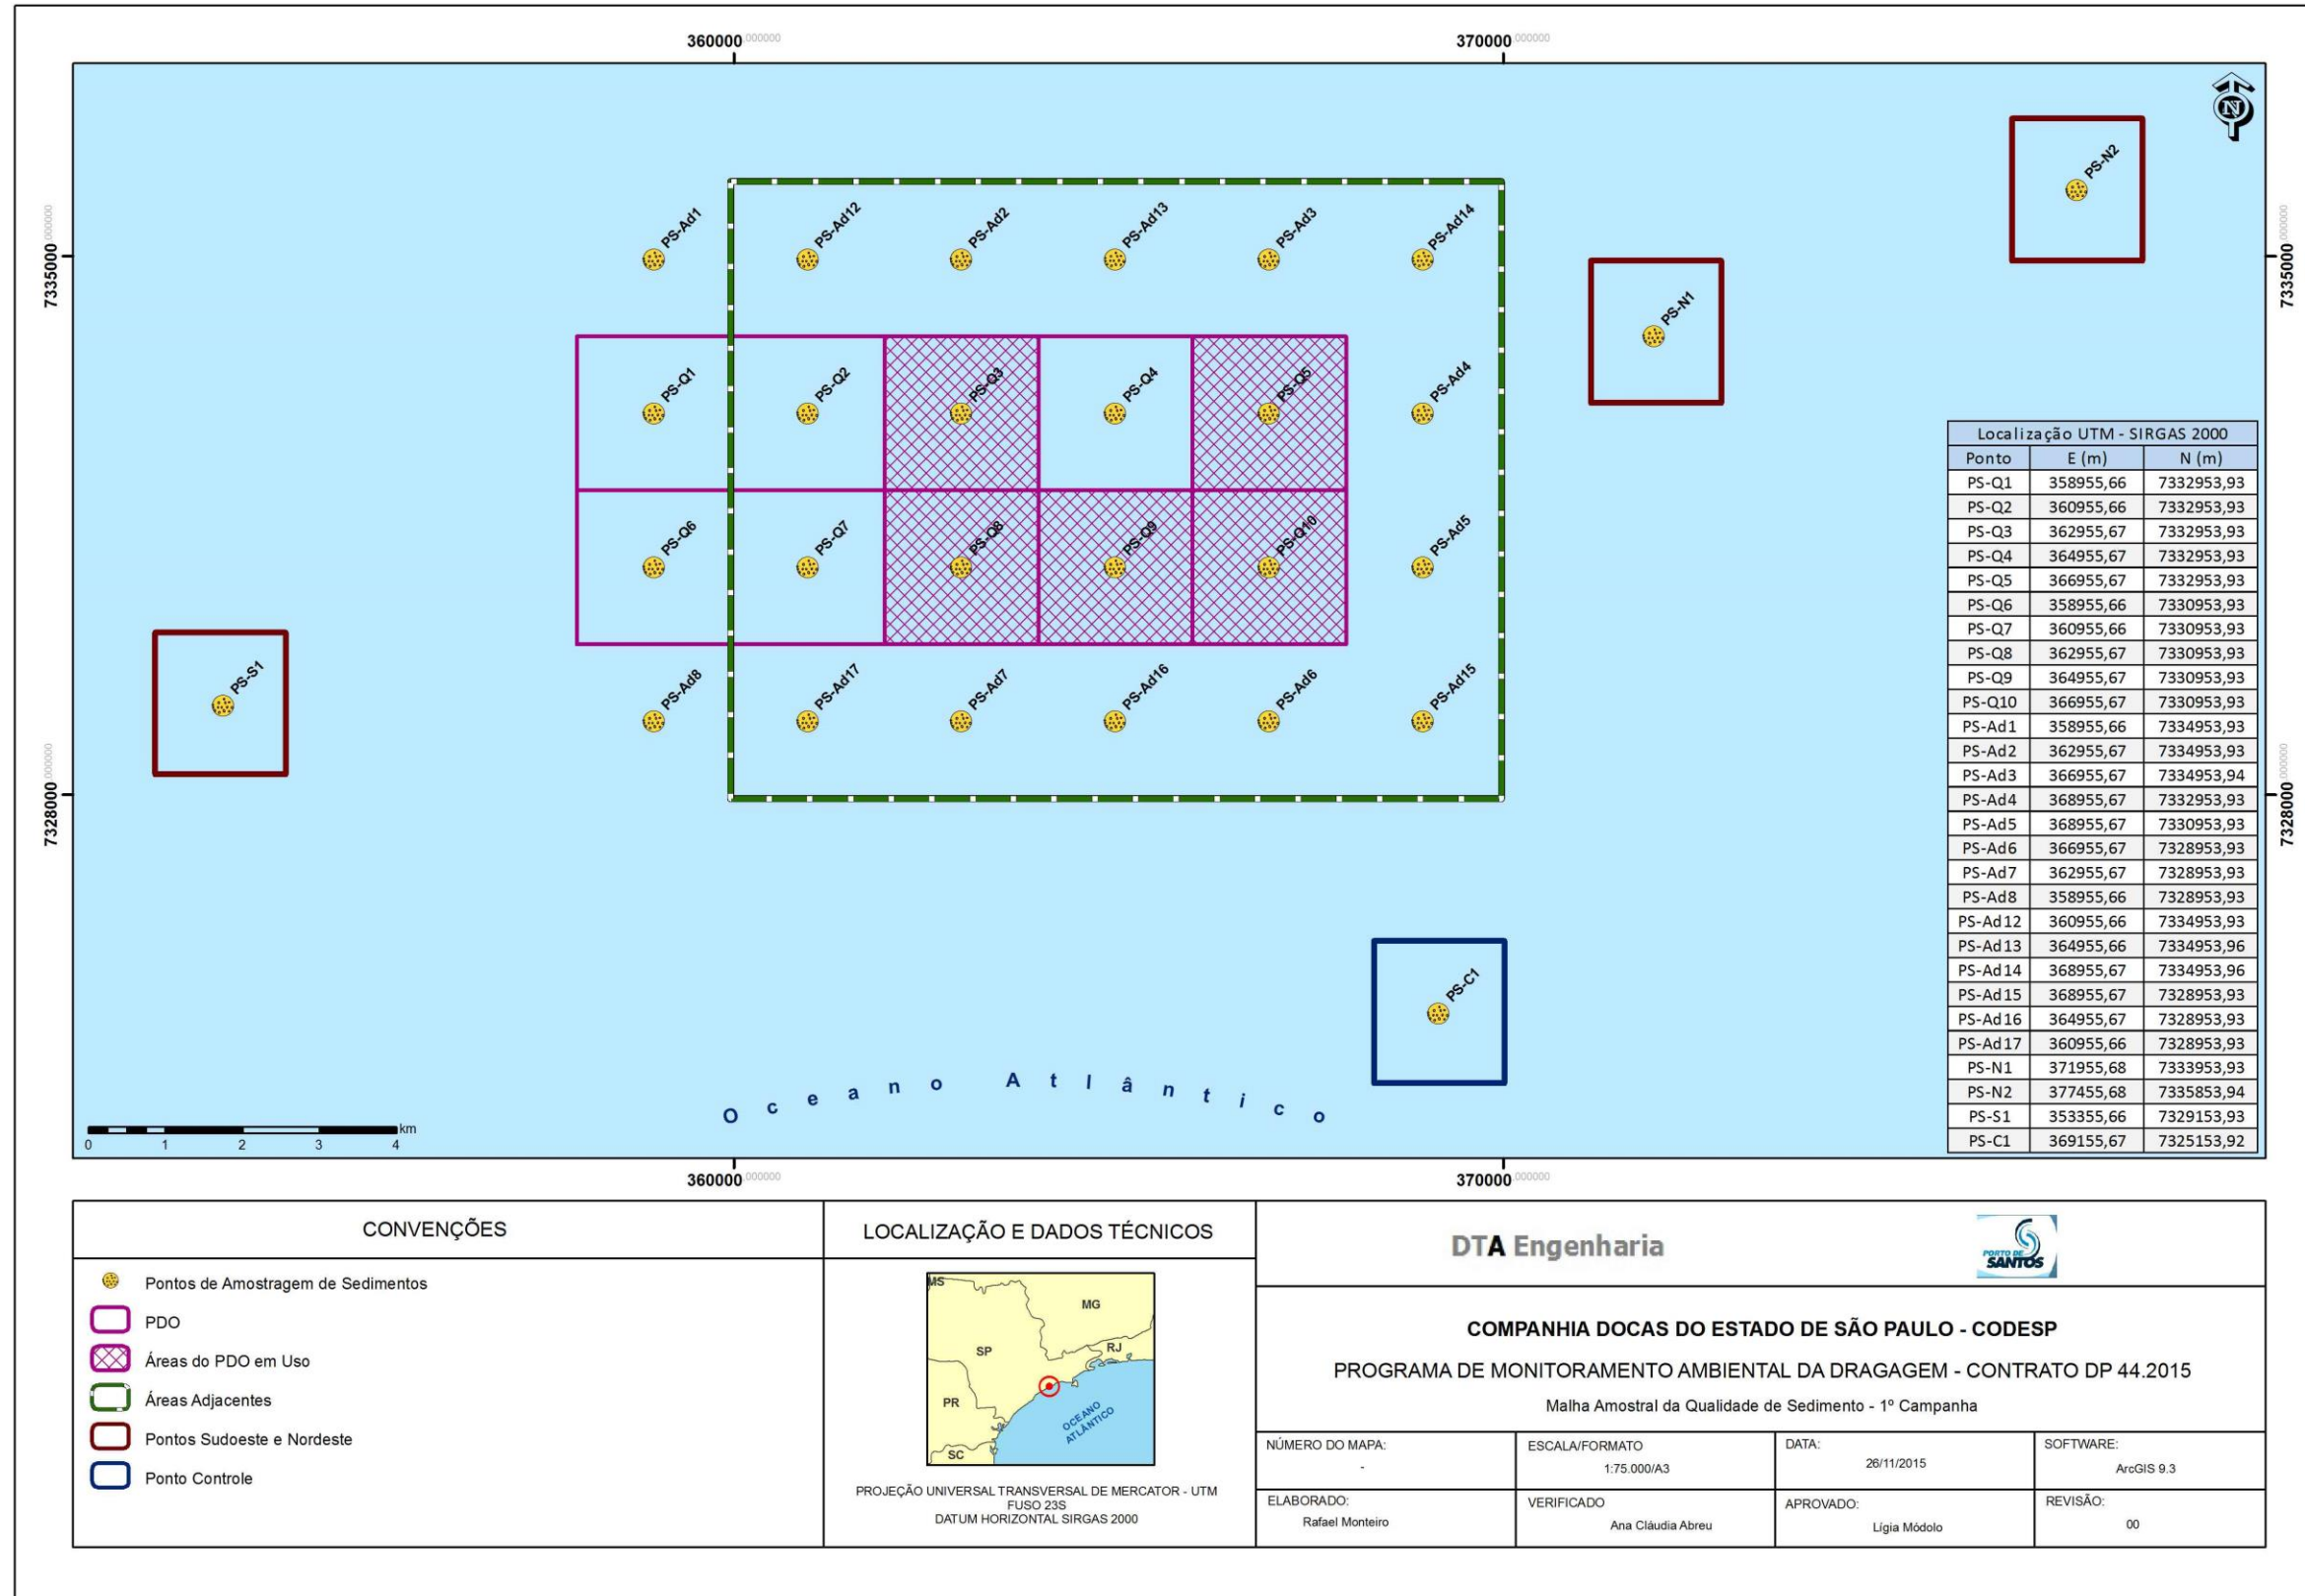 360000,000000
370000,000000
7335000,000000
7335000,000000
7328000,000000
7328000,000000
N
PS-N2
PS-Ad1
PS-Ad12
PS-Ad2
PS-Ad13
PS-Ad3
PS-Ad14
PS-N1
PS-Q1
PS-Q2
PS-Q3
PS-Q4
PS-Q5
PS-Ad4
PS-Q6
PS-Q7
PS-Q8
PS-Q9
PS-Q10
PS-Ad5
PS-S1
PS-Ad8
PS-Ad17
PS-Ad7
PS-Ad16
PS-Ad6
PS-Ad15
PS-C1
Oceano Atlântico
km
0 1 2 3 4
360000,000000
370000,000000
Localização UTM - SIRGAS 2000
Ponto E (m) N (m)
PS-Q1 358955,66 7332953,93
PS-Q2 360955,66 7332953,93
PS-Q3 362955,67 7332953,93
PS-Q4 364955,67 7332953,93
PS-Q5 366955,67 7332953,93
PS-Q6 358955,66 7330953,93
PS-Q7 360955,66 7330953,93
PS-Q8 362955,67 7330953,93
PS-Q9 364955,67 7330953,93
PS-Q10 366955,67 7330953,93
PS-Ad1 358955,66 7334953,93
PS-Ad2 362955,67 7334953,93
PS-Ad3 366955,67 7334953,94
PS-Ad4 368955,67 7332953,93
PS-Ad5 368955,67 7330953,93
PS-Ad6 366955,67 7328953,93
PS-Ad7 362955,67 7328953,93
PS-Ad8 358955,66 7328953,93
PS-Ad12 360955,66 7334953,93
PS-Ad13 364955,66 7334953,96
PS-Ad14 368955,67 7334953,96
PS-Ad15 368955,67 7328953,93
PS-Ad16 364955,67 7328953,93
PS-Ad17 360955,66 7328953,93
PS-N1 371955,68 7333953,93
PS-N2 377455,68 7335853,94
PS-S1 353355,66 7329153,93
PS-C1 369155,67 7325153,92
CONVENÇÕES
Pontos de Amostragem de Sedimentos
PDO
Áreas do PDO em Uso
Áreas Adjacentes
Pontos Sudoeste e Nordeste
Ponto Controle
LOCALIZAÇÃO E DADOS TÉCNICOS
MS
MG
SP
RJ
PR
SC
OCEANO
ATLÂNTICO
PROJEÇÃO UNIVERSAL TRANSVERSAL DE MERCATOR - UTM
FUSO 23S
DATUM HORIZONTAL SIRGAS 2000
DTA Engenharia
PORTO DE
SANTOS
COMPANHIA DOCAS DO ESTADO DE SÃO PAULO - CODESP
PROGRAMA DE MONITORAMENTO AMBIENTAL DA DRAGAGEM - CONTRATO DP 44.2015
Malha Amostral da Qualidade de Sedimento - 1º Campanha
NÚMERO DO MAPA:
-
ESCALA/FORMATO
1:75.000/A3
DATA:
26/11/2015
SOFTWARE:
ArcGIS 9.3
ELABORADO:
Rafael Monteiro
VERIFICADO
Ana Cláudia Abreu
APROVADO:
Lígia Módolo
REVISÃO:
00